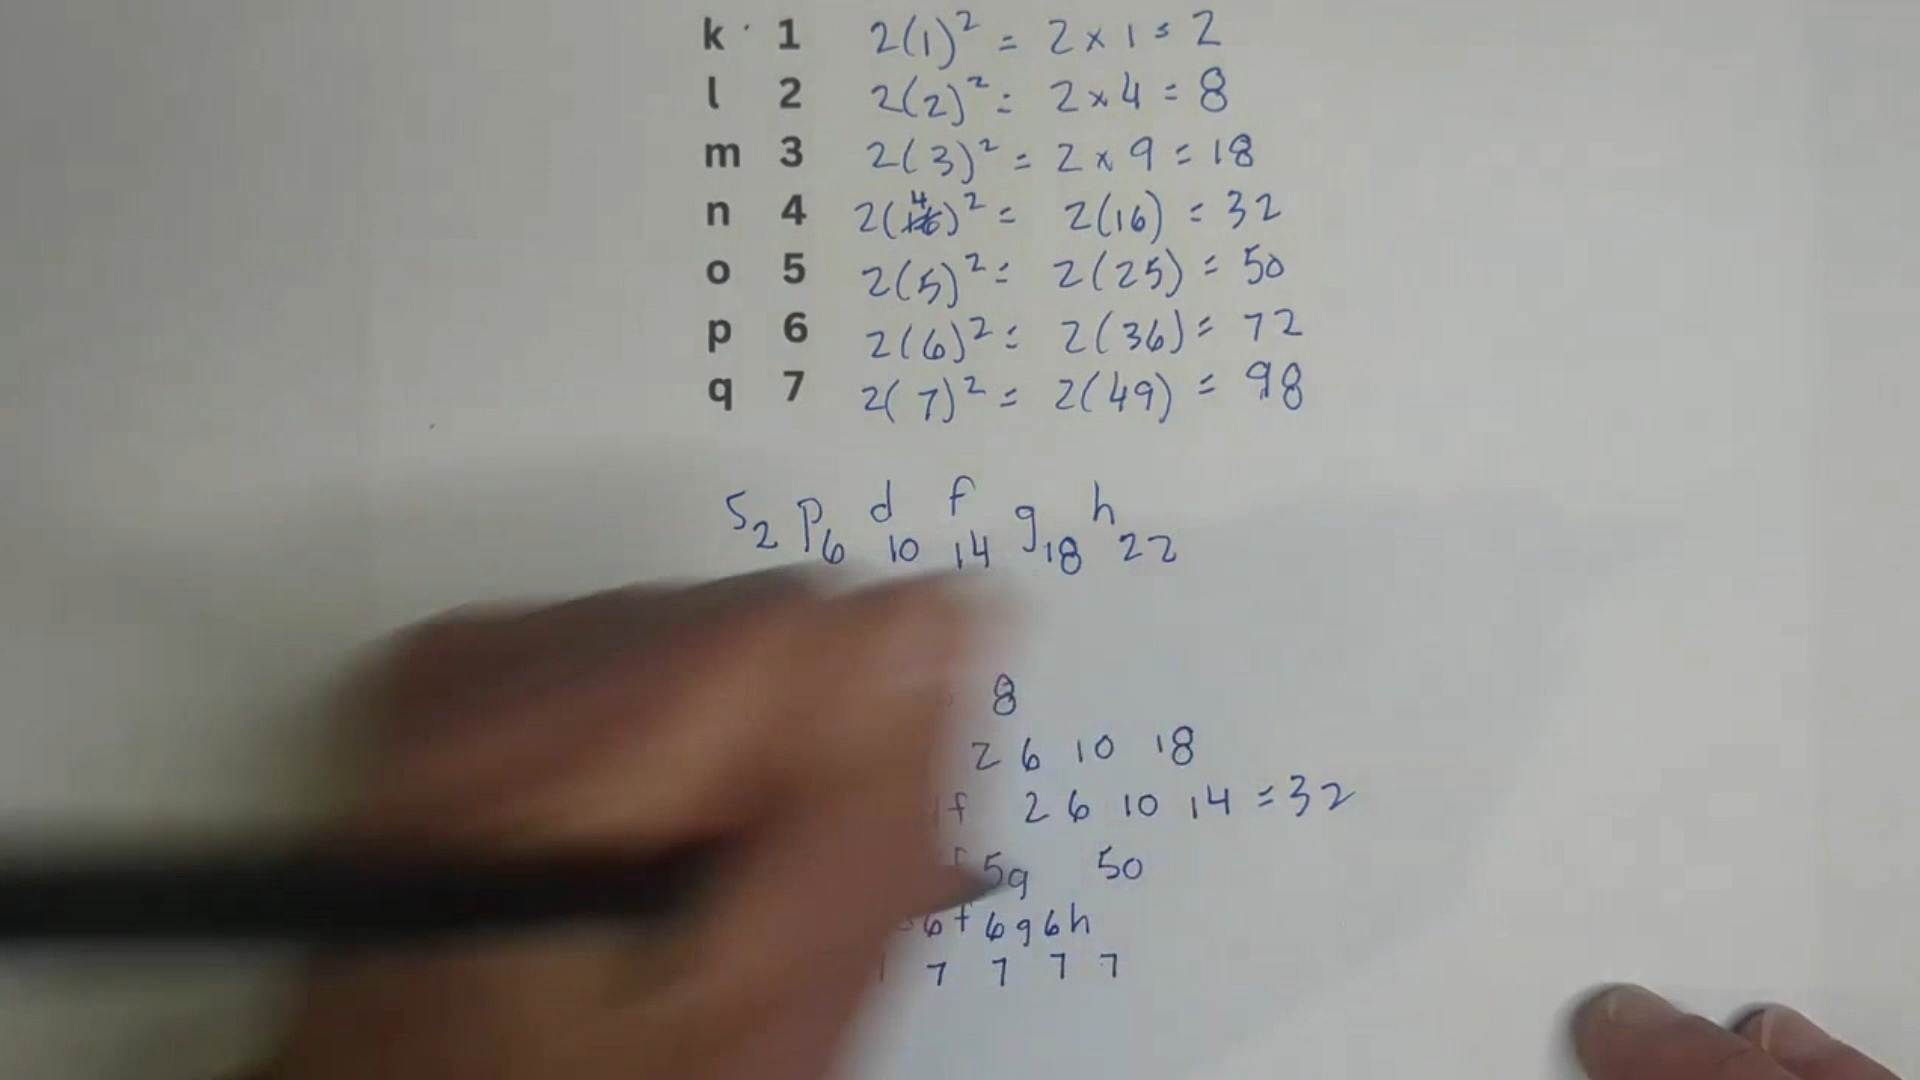 k 1 2(1)² = 2 x 1 = 2
l 2 2(2)² = 2 x 4 = 8
m 3 2(3)² = 2 x 9 = 18
n 4 2(4)² = 2(16) = 32
o 5 2(5)² = 2(25) = 50
p 6 2(6)² = 2(36) = 72
q 7 2(7)² = 2(49) = 98
s2 p6 d10 f14 g18 h22
8
2 6 10 18
f 2 6 10 14 = 32
5g 50
6f 6g 6h
7 7 7 7